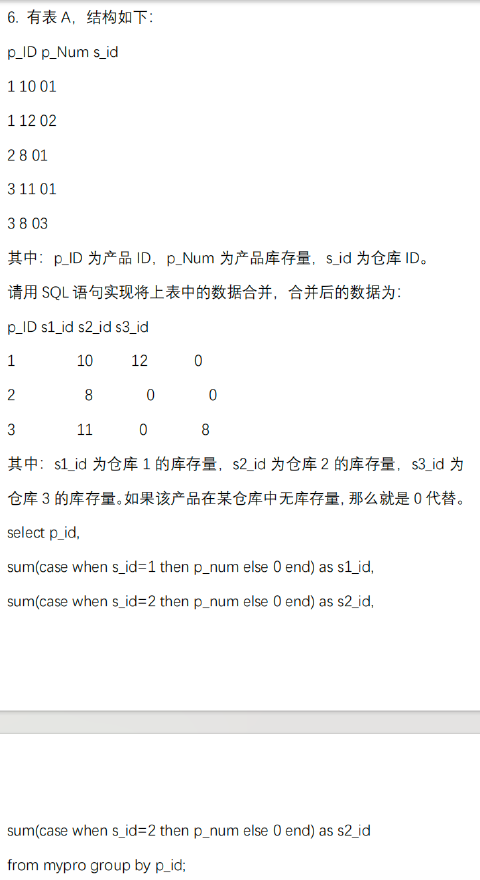 6. 有表 A，结构如下：
p_ID p_Num s_id
1 10 01
1 12 02
2 8 01
3 11 01
3 8 03
其中：p_ID 为产品 ID，p_Num 为产品库存量，s_id 为仓库 ID。
请用 SQL 语句实现将上表中的数据合并，合并后的数据为：
p_ID s1_id s2_id s3_id
1 10 12 0
2 8 0 0
3 11 0 8
其中：s1_id 为仓库 1 的库存量，s2_id 为仓库 2 的库存量，s3_id 为
仓库 3 的库存量。如果该产品在某仓库中无库存量，那么就是 0 代替。
select p_id,
sum(case when s_id=1 then p_num else 0 end) as s1_id,
sum(case when s_id=2 then p_num else 0 end) as s2_id,
sum(case when s_id=2 then p_num else 0 end) as s2_id
from mypro group by p_id;